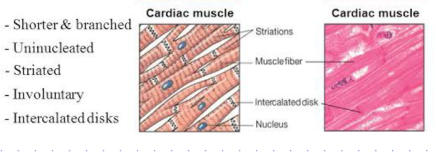 Cardiac muscle
Cardiac muscle
- Shorter & branched
- Uninucleated
- Striated
- Involuntary
- Intercalated disks
Striations
Muscle fiber
Intercalated disk
Nucleus